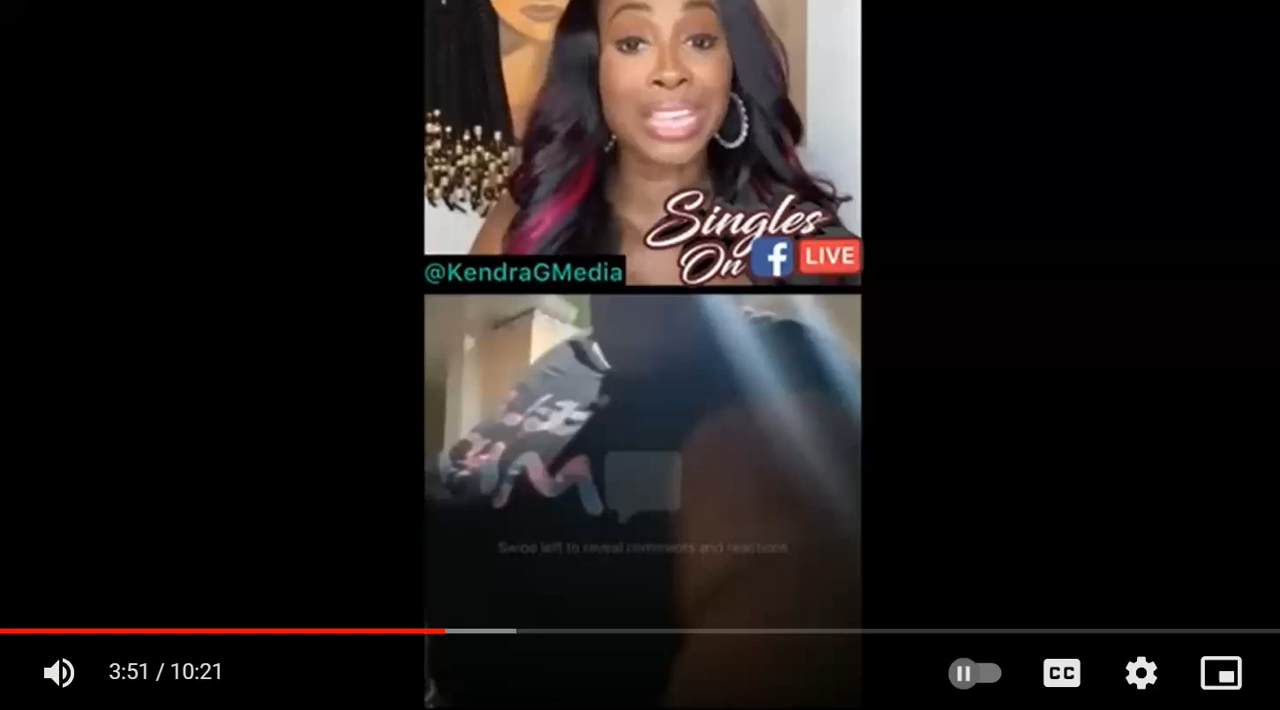 Singles
On f LIVE
@KendraGMedia
Swipe left to reveal comments and reactions
3:51 / 10:21
CC